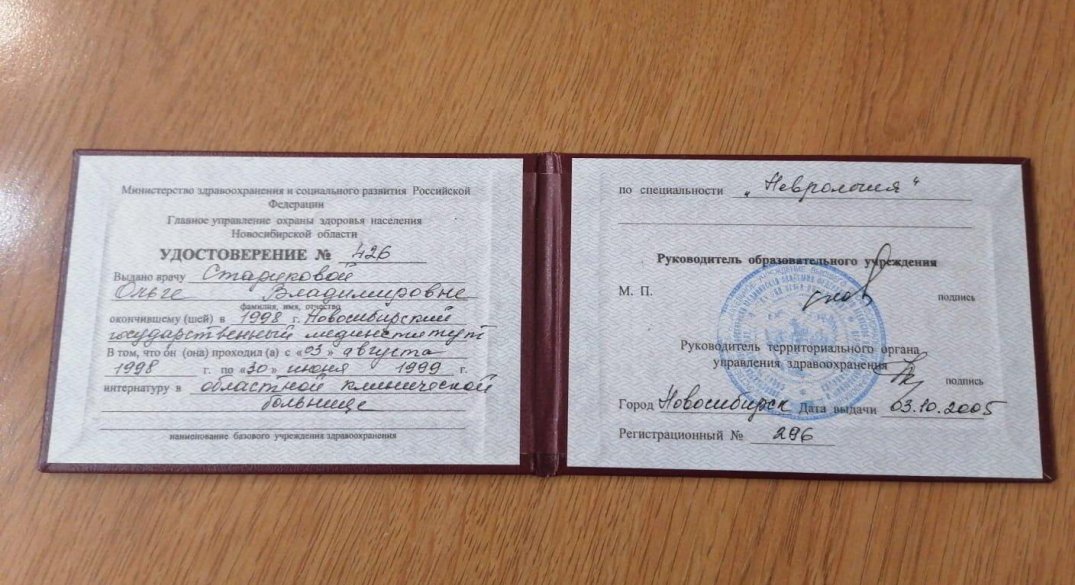 Министерство здравоохранения и социального развития Российской
Федерации
Главное управление охраны здоровья населения
Новосибирской области
УДОСТОВЕРЕНИЕ № 426
Выдано врачу Стадиковой
Ольге Владимировне
фамилия, имя, отчество
окончившему (шей) в 1998 г. Новосибирский
государственный мединститут
В том, что он (она) проходил (а) с «03» августа
1998 г. по «30» июня 1999 г.
интернатуру в областной клинической
больнице
наименование базового учреждения здравоохранения
по специальности „Неврология“
Руководитель образовательного учреждения
М. П. подпись
Руководитель территориального органа
управления здравоохранения
подпись
Город Новосибирск Дата выдачи 03.10.2005
Регистрационный № 296